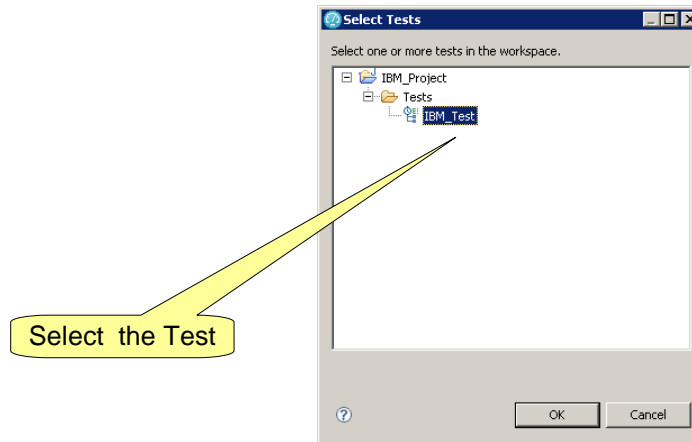 Select Tests
Select one or more tests in the workspace.
IBM_Project
Tests
IBM_Test
Select the Test
OK
Cancel